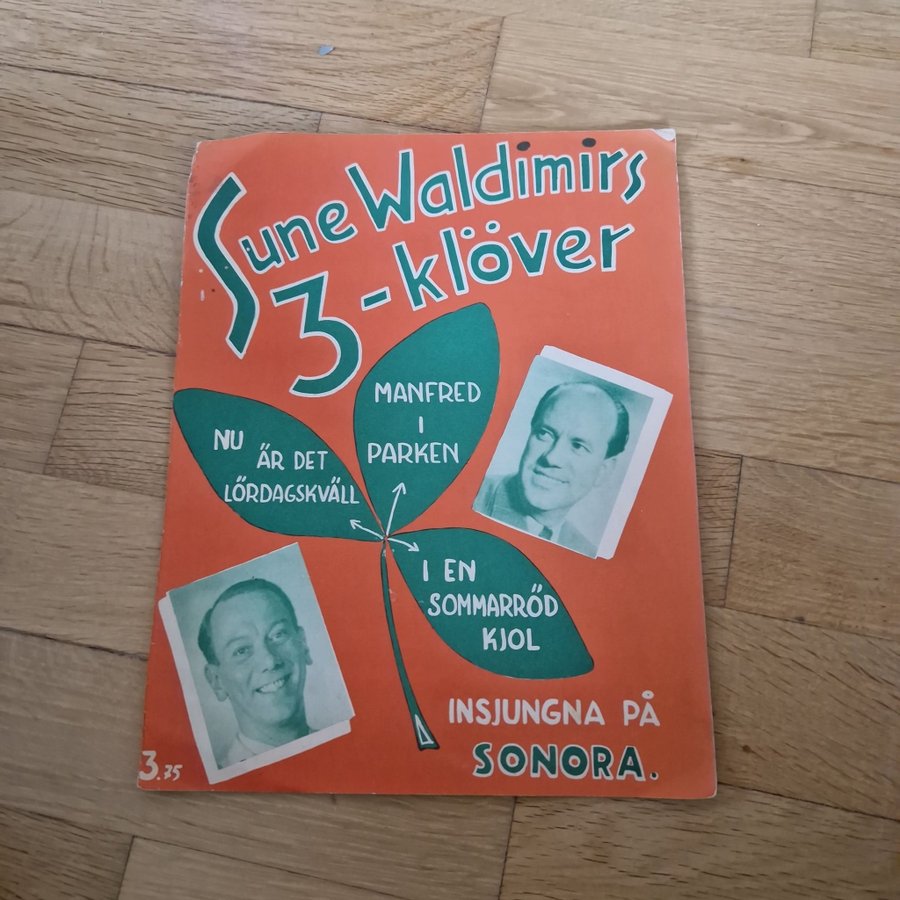 Sune Waldimirs
3-klöver
MANFRED
I
PARKEN
NU
ÄR DET
LÖRDAGSKVÄLL
I EN
SOMMARRÖD
KJOL
INSJUNGNA PÅ
SONORA.
3.35